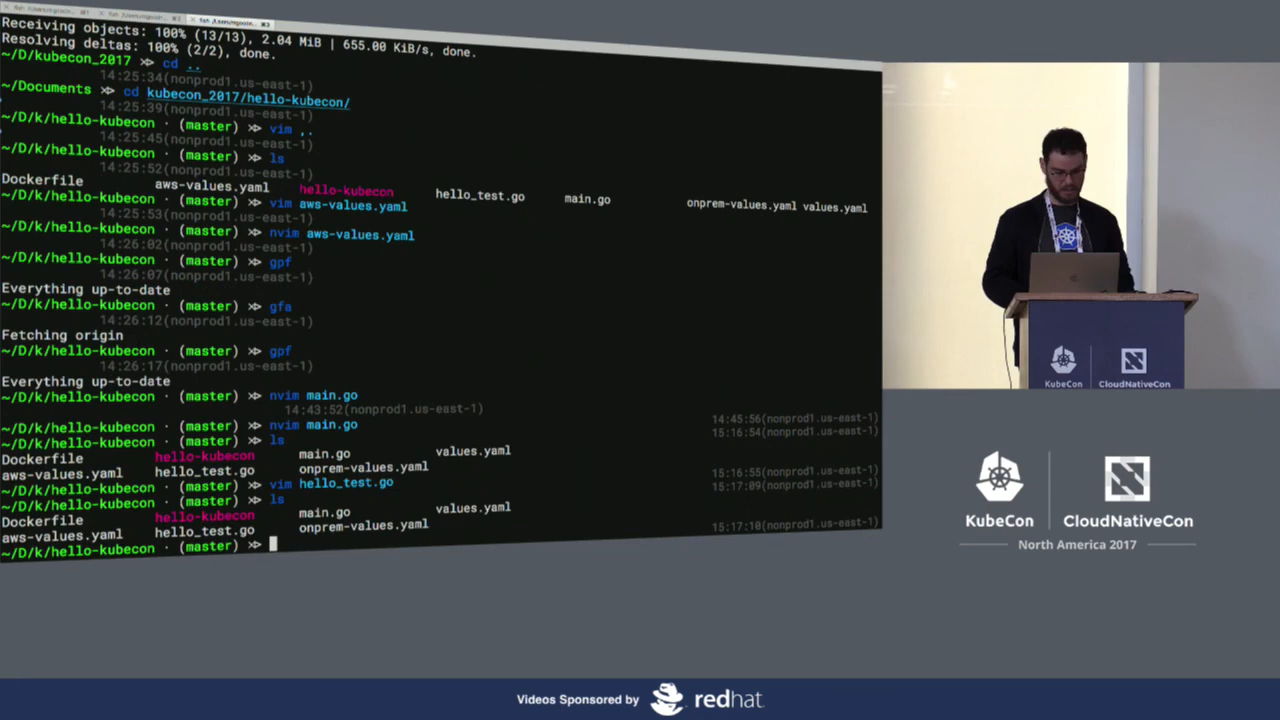 Receiving objects: 100% (13/13), 2.04 MiB | 655.00 KiB/s, done.
Resolving deltas: 100% (2/2), done.
~/D/kubecon_2017 ⋊> cd ..
14:25:34(nonprod1.us-east-1)
~/Documents ⋊> cd kubecon_2017/hello-kubecon/
14:25:39(nonprod1.us-east-1)
~/D/k/hello-kubecon · (master) ⋊> vim ,.
14:25:45(nonprod1.us-east-1)
~/D/k/hello-kubecon · (master) ⋊> ls
14:25:52(nonprod1.us-east-1)
Dockerfile aws-values.yaml hello-kubecon hello_test.go main.go onprem-values.yaml values.yaml
~/D/k/hello-kubecon · (master) ⋊> vim aws-values.yaml
14:25:53(nonprod1.us-east-1)
~/D/k/hello-kubecon · (master) ⋊> nvim aws-values.yaml
14:26:02(nonprod1.us-east-1)
~/D/k/hello-kubecon · (master) ⋊> gpf
14:26:07(nonprod1.us-east-1)
Everything up-to-date
~/D/k/hello-kubecon · (master) ⋊> gfa
14:26:12(nonprod1.us-east-1)
Fetching origin
~/D/k/hello-kubecon · (master) ⋊> gpf
14:26:17(nonprod1.us-east-1)
Everything up-to-date
~/D/k/hello-kubecon · (master) ⋊> nvim main.go
14:43:52(nonprod1.us-east-1)
14:45:56(nonprod1.us-east-1)
~/D/k/hello-kubecon · (master) ⋊> nvim main.go
15:16:54(nonprod1.us-east-1)
~/D/k/hello-kubecon · (master) ⋊> ls
Dockerfile hello-kubecon main.go values.yaml
aws-values.yaml hello_test.go onprem-values.yaml
15:16:55(nonprod1.us-east-1)
~/D/k/hello-kubecon · (master) ⋊> vim hello_test.go
15:17:09(nonprod1.us-east-1)
~/D/k/hello-kubecon · (master) ⋊> ls
Dockerfile hello-kubecon main.go values.yaml
aws-values.yaml hello_test.go onprem-values.yaml
15:17:10(nonprod1.us-east-1)
~/D/k/hello-kubecon · (master) ⋊>
KubeCon CloudNativeCon
KubeCon CloudNativeCon
North America 2017
Videos Sponsored by redhat.